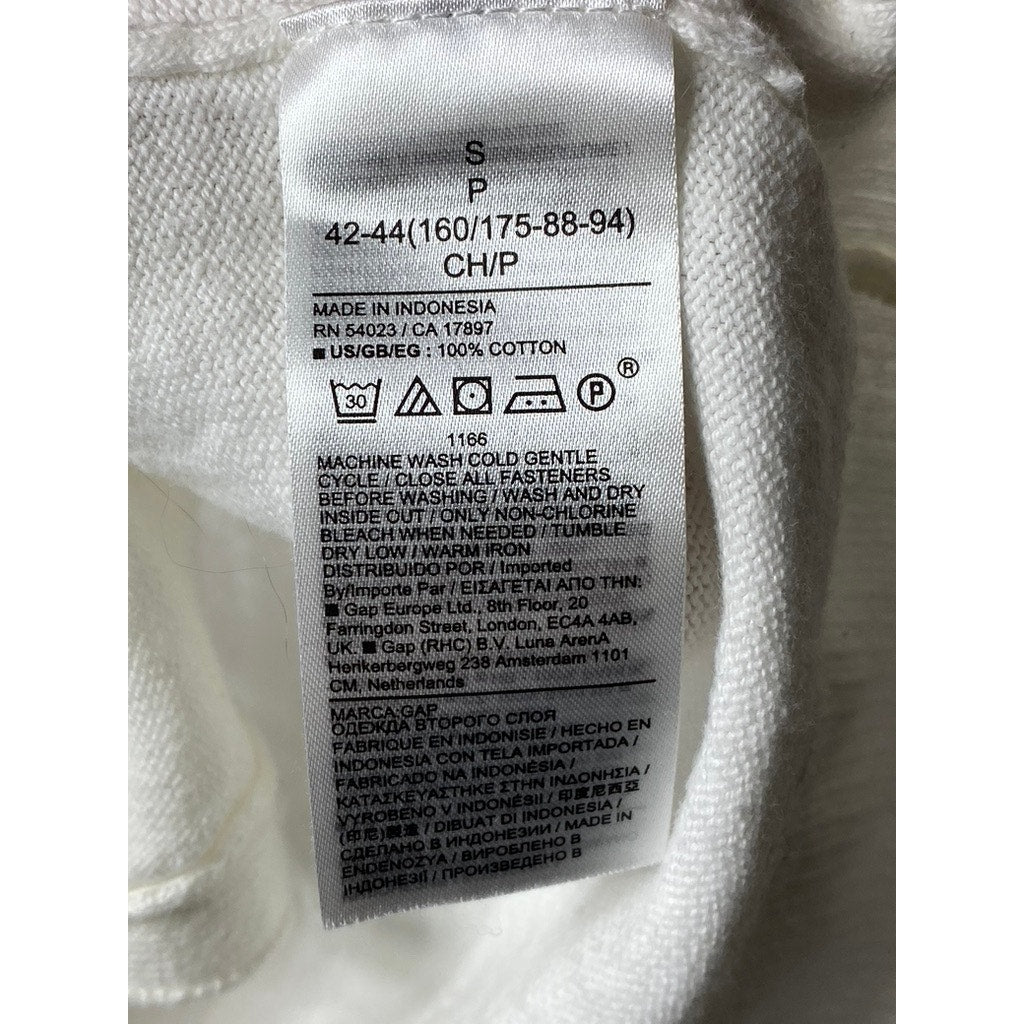 S
P
42-44(160/175-88-94)
CH/P
MADE IN INDONESIA
RN 54023 / CA 17897
■ US/GB/EG : 100% COTTON
30 P ®
1166
MACHINE WASH COLD GENTLE
CYCLE / CLOSE ALL FASTENERS
BEFORE WASHING / WASH AND DRY
INSIDE OUT / ONLY NON-CHLORINE
BLEACH WHEN NEEDED / TUMBLE
DRY LOW / WARM IRON
DISTRIBUIDO POR / Imported
By/Importe Par / ΕΙΣΑΓΕΤΑΙ ΑΠΟ ΤΗΝ:
■ Gap Europe Ltd., 8th Floor, 20
Farringdon Street, London, EC4A 4AB,
UK. ■ Gap (RHC) B.V. Luna ArenA
Herikerbergweg 238 Amsterdam 1101
CM, Netherlands
MARCA:GAP
ОДЕЖДА ВТОРОГО СЛОЯ
FABRIQUE EN INDONISIE / HECHO EN
INDONESIA CON TELA IMPORTADA /
FABRICADO NA INDONÉSIA /
ΚΑΤΑΣΚΕΥΑΣΤΗΚΕ ΣΤΗΝ ΙΝΔΟΝΗΣΙΑ /
VYROBENO V INDONÉSII / 印度尼西亞
(印尼)製造 / DIBUAT DI INDONESIA /
СДЕЛАНО В ИНДОНЕЗИИ / MADE IN
ENDENOZYA / ВИРОБЛЕНО В
ІНДОНЕЗІЇ / ПРОИЗВЕДЕНО В